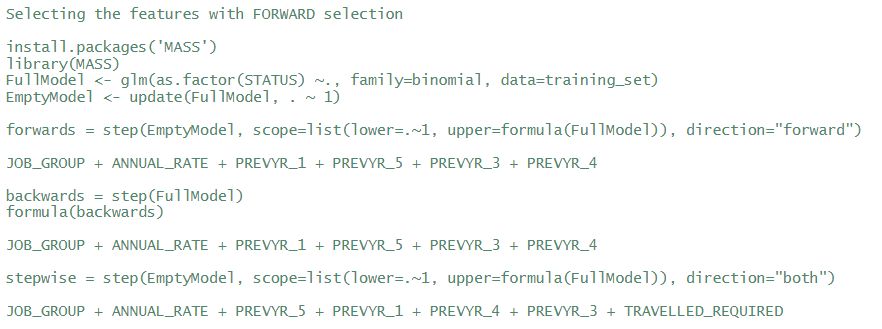 Selecting the features with FORWARD selection
install.packages('MASS')
library(MASS)
FullModel <- glm(as.factor(STATUS) ~., family=binomial, data=training_set)
EmptyModel <- update(FullModel, . ~ 1)
forwards = step(EmptyModel, scope=list(lower=.~1, upper=formula(FullModel)), direction="forward")
JOB_GROUP + ANNUAL_RATE + PREVYR_1 + PREVYR_5 + PREVYR_3 + PREVYR_4
backwards = step(FullModel)
formula(backwards)
JOB_GROUP + ANNUAL_RATE + PREVYR_1 + PREVYR_5 + PREVYR_3 + PREVYR_4
stepwise = step(EmptyModel, scope=list(lower=.~1, upper=formula(FullModel)), direction="both")
JOB_GROUP + ANNUAL_RATE + PREVYR_5 + PREVYR_1 + PREVYR_4 + PREVYR_3 + TRAVELLED_REQUIRED